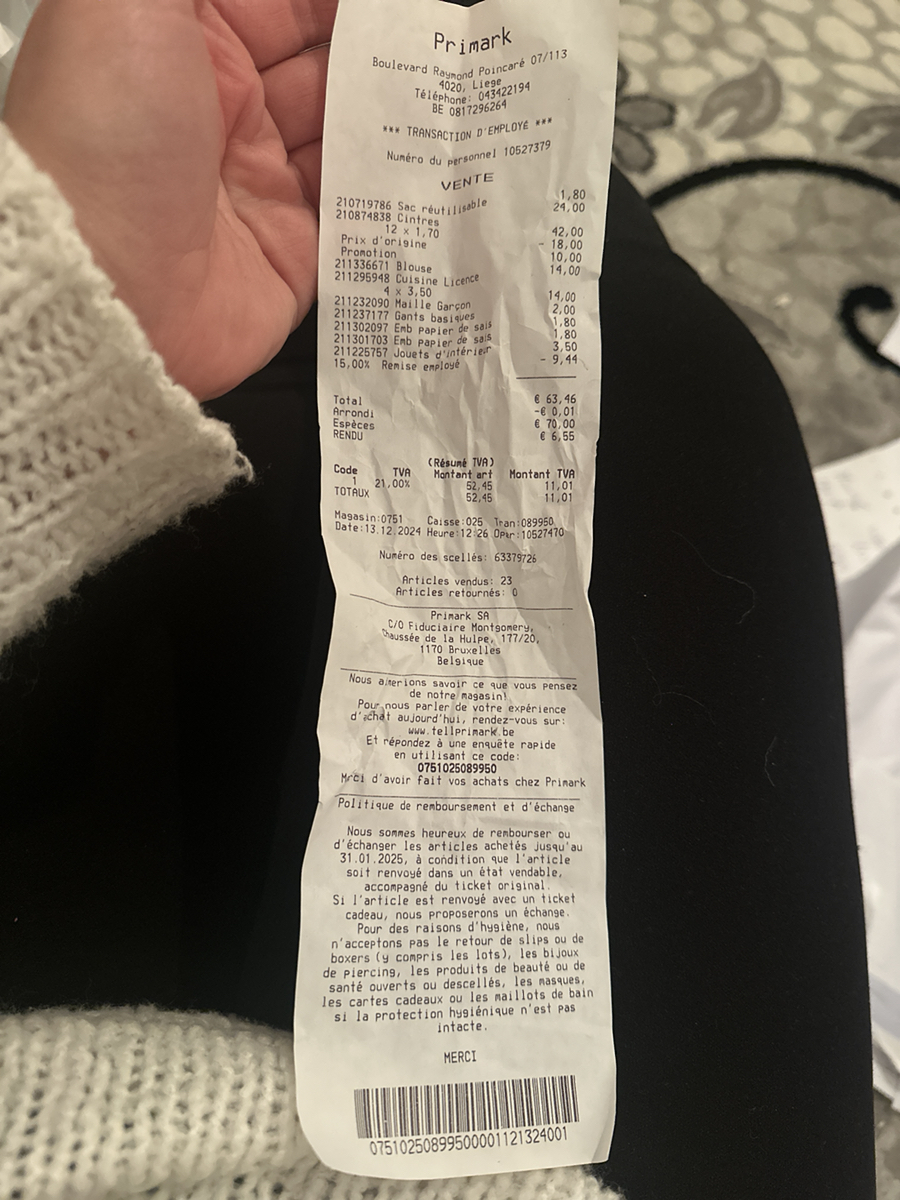 Primark
Boulevard Raymond Poincaré 07/113
4020, Liege
Téléphone: 043422194
BE 0817296264
*** TRANSACTION D'EMPLOYÉ ***
Numéro du personnel 10527379
VENTE
210719786 Sac réutilisable 1,80
210874838 Cintres 24,00
12 x 1,70
Prix d'origine 42,00
Promotion - 18,00
211336671 Blouse 10,00
211295948 Cuisine Licence 14,00
4 x 3,50
211232090 Maille Garçon 14,00
211237177 Gants basiques 2,00
211302097 Emb papier de sais 1,80
211301703 Emb papier de sais 1,80
211225757 Jouets d'intérieur 3,50
15,00% Remise employé - 9,44
Total € 63,46
Arrondi -€ 0,01
Espèces € 70,00
RENDU € 6,55
(Résumé TVA)
Code TVA Montant art Montant TVA
1 21,00% 52,45 11,01
TOTAUX 52,45 11,01
Magasin:0751 Caisse:025 Tran:089950
Date:13.12.2024 Heure:12:26 Opér:10527470
Numéro des scellés: 63379726
Articles vendus: 23
Articles retournés: 0
Primark SA
C/O Fiduciaire Montgomery,
Chaussée de la Hulpe, 177/20,
1170 Bruxelles
Belgique
Nous aimerions savoir ce que vous pensez
de notre magasin!
Pour nous parler de votre expérience
d'achat aujourd'hui, rendez-vous sur:
www.tellprimark.be
Et répondez à une enquête rapide
en utilisant ce code:
0751025089950
Mrci d'avoir fait vos achats chez Primark
Politique de remboursement et d'échange
Nous sommes heureux de rembourser ou
d'échanger les articles achetés jusqu'au
31.01.2025, à condition que l'article
soit renvoyé dans un état vendable,
accompagné du ticket original.
Si l'article est renvoyé avec un ticket
cadeau, nous proposerons un échange.
Pour des raisons d'hygiène, nous
n'acceptons pas le retour de slips ou de
boxers (y compris les lots), les bijoux
de piercing, les produits de beauté ou de
santé ouverts ou descellés, les masques,
les cartes cadeaux ou les maillots de bain
si la protection hygiénique n'est pas
intacte.
MERCI
07510250899500001121324001